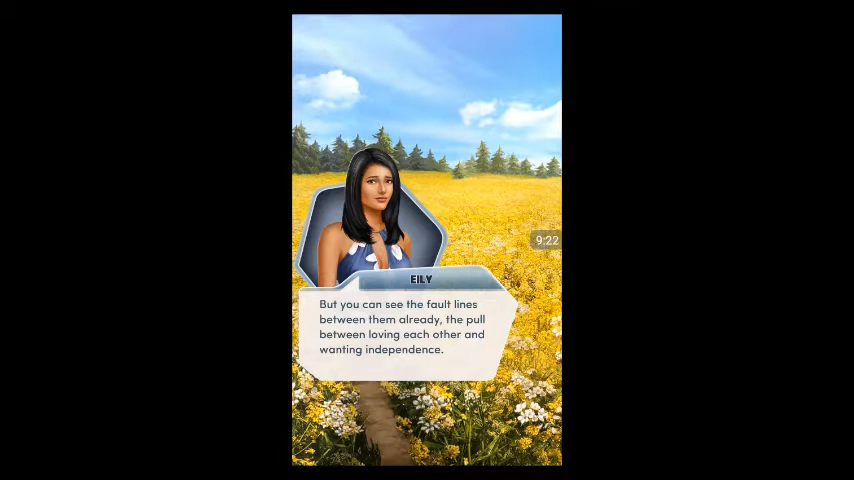 9:22
EILY
But you can see the fault lines
between them already, the pull
between loving each other and
wanting independence.